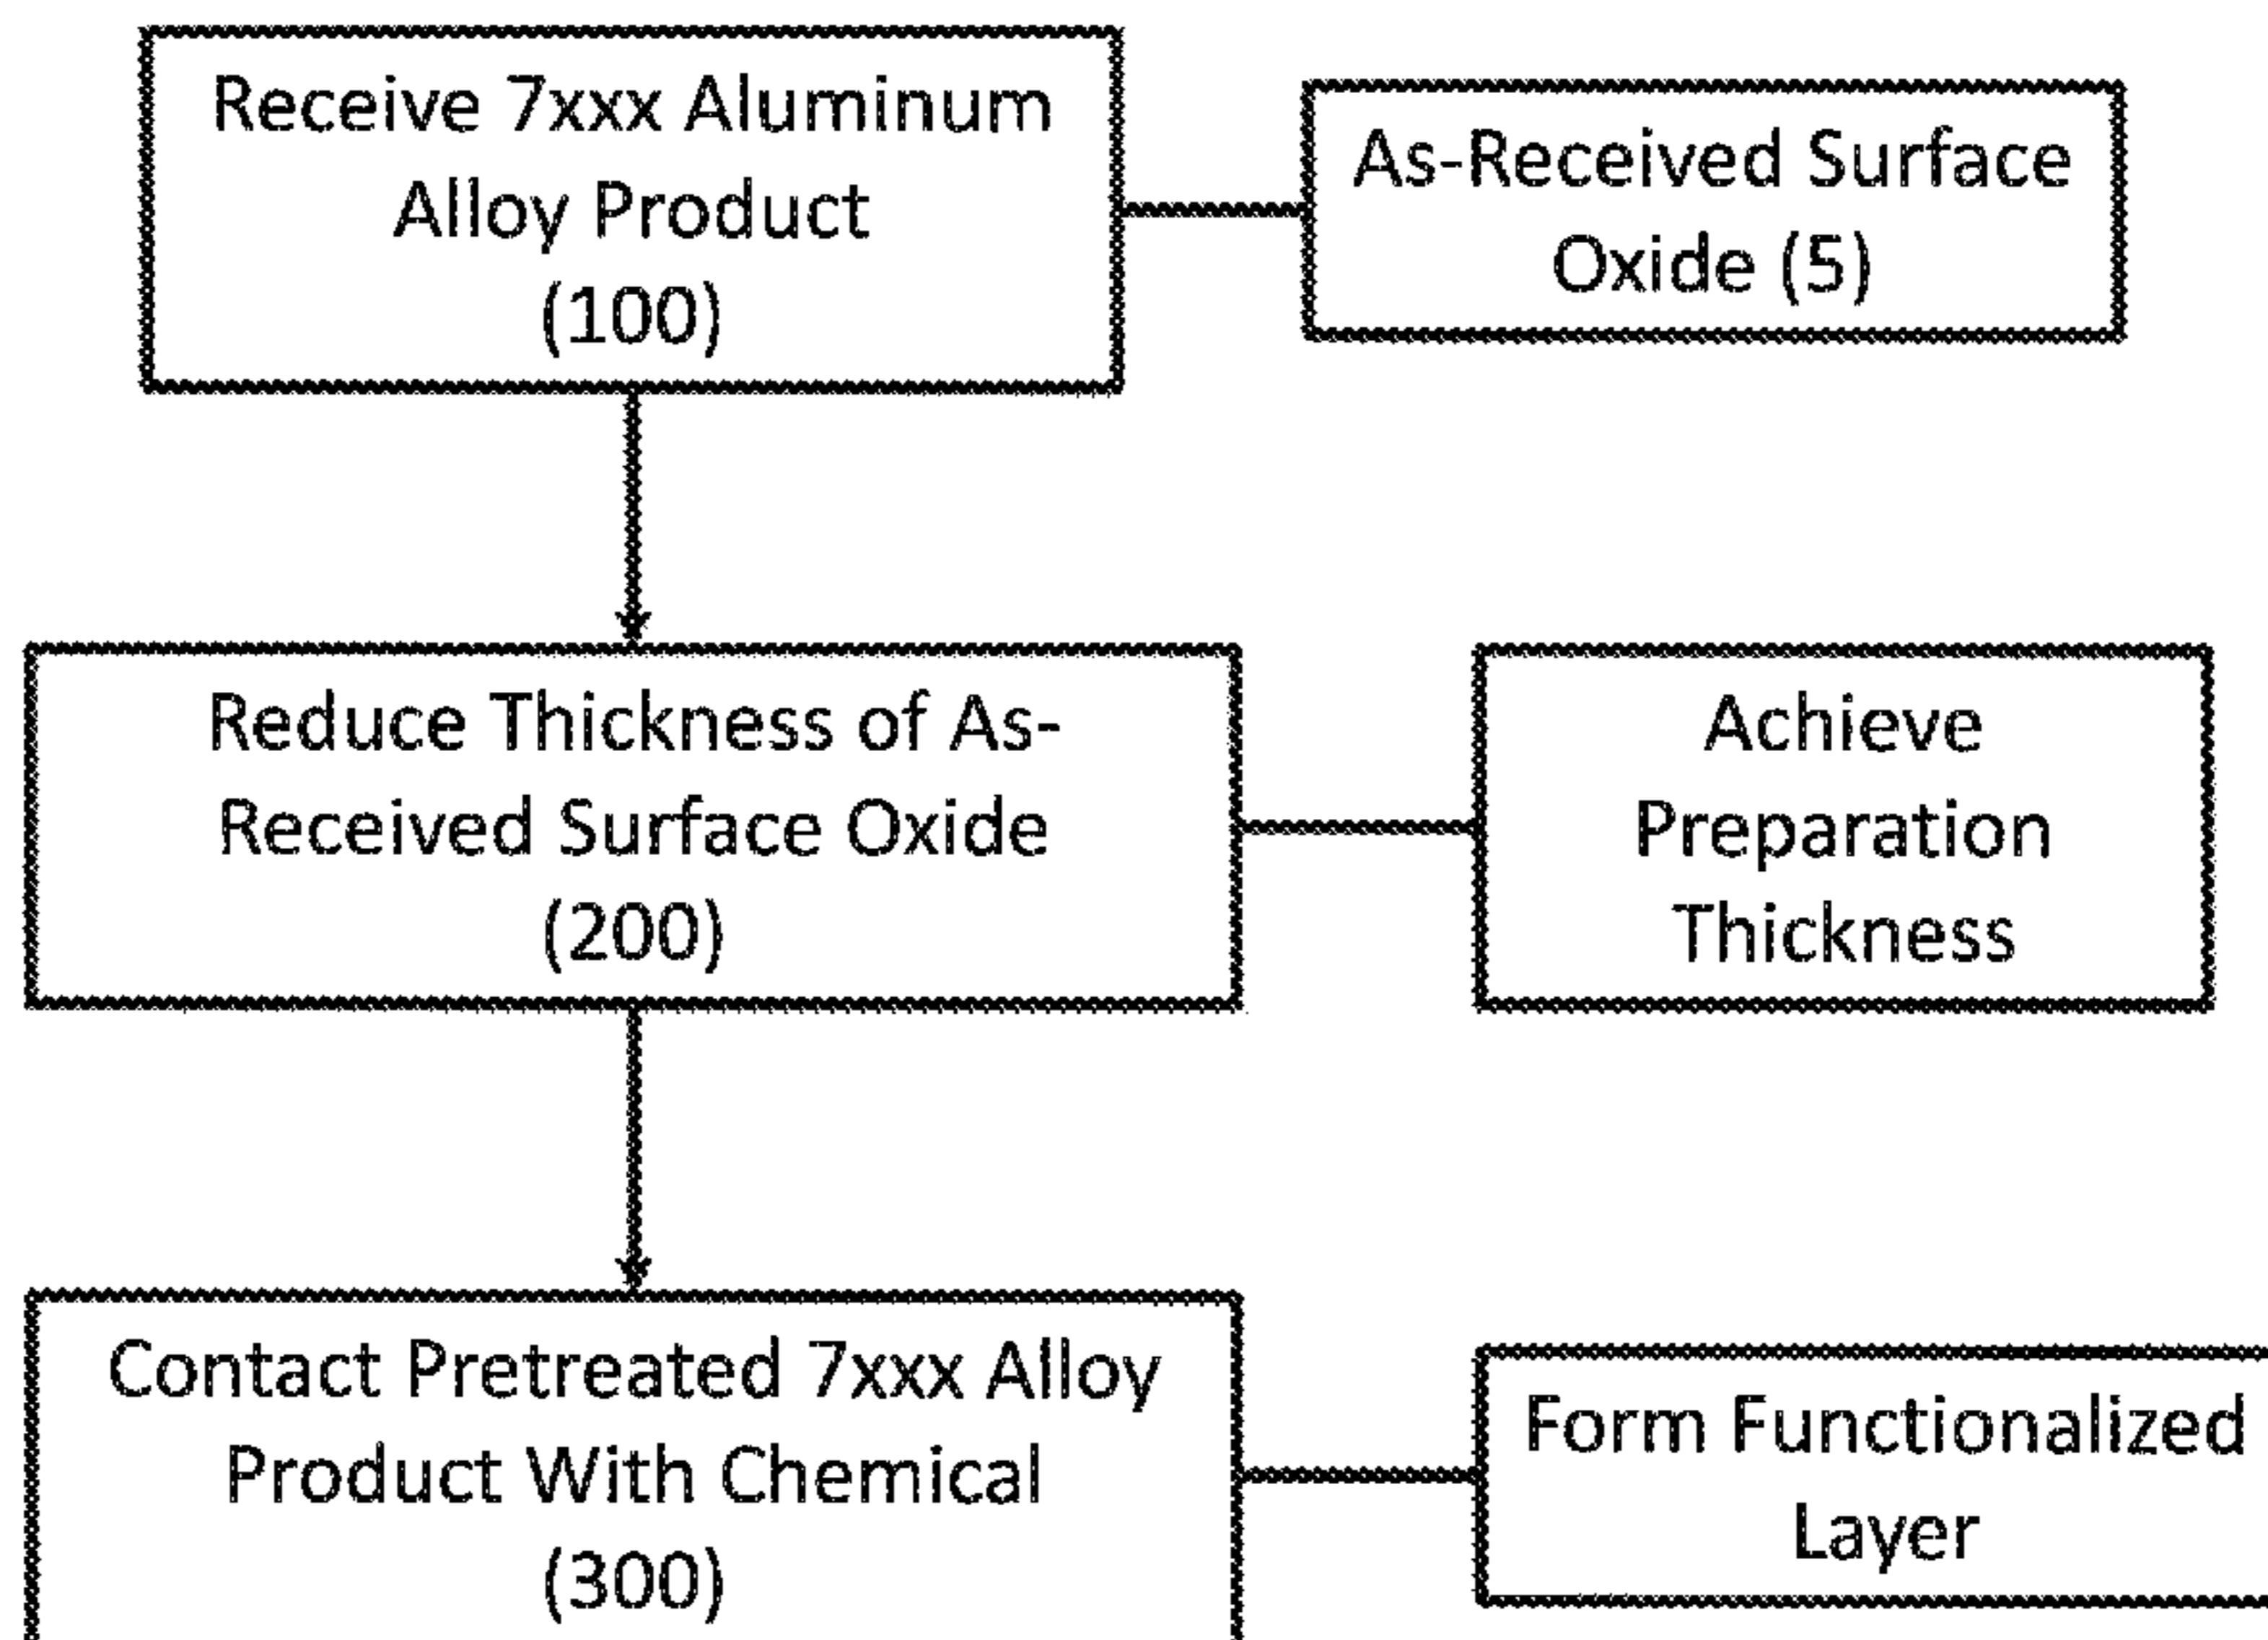 Receive 7xxx Aluminum
Alloy Product
(100)
As-Received Surface
Oxide (5)
Reduce Thickness of As-
Received Surface Oxide
(200)
Achieve
Preparation
Thickness
Contact Pretreated 7xxx Alloy
Product With Chemical
(300)
Form Functionalized
Layer